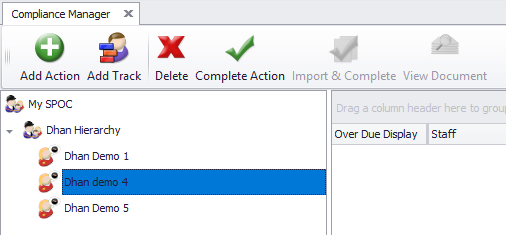 Compliance Manager
Add Action Add Track Delete Complete Action Import & Complete View Document
My SPOC
Dhan Hierarchy
Dhan Demo 1
Dhan demo 4
Dhan Demo 5
Drag a column header here to grou
Over Due Display Staff